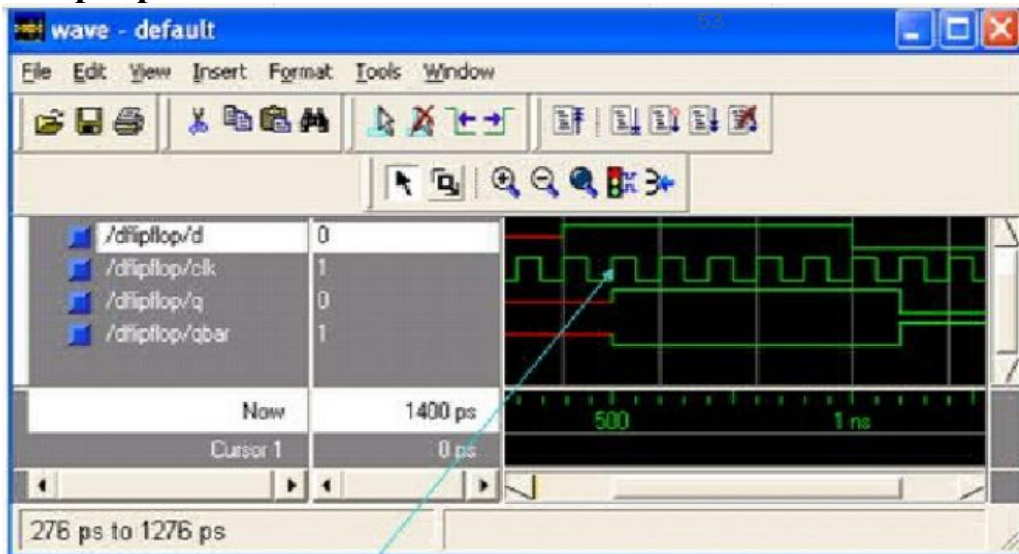 wave - default
File Edit View Insert Format Tools Window
/dflipflop/d 0
/dflipflop/clk 1
/dflipflop/q 0
/dflipflop/qbar 1
Now 1400 ps 500 1 ns
Cursor 1 0 ps
276 ps to 1276 ps